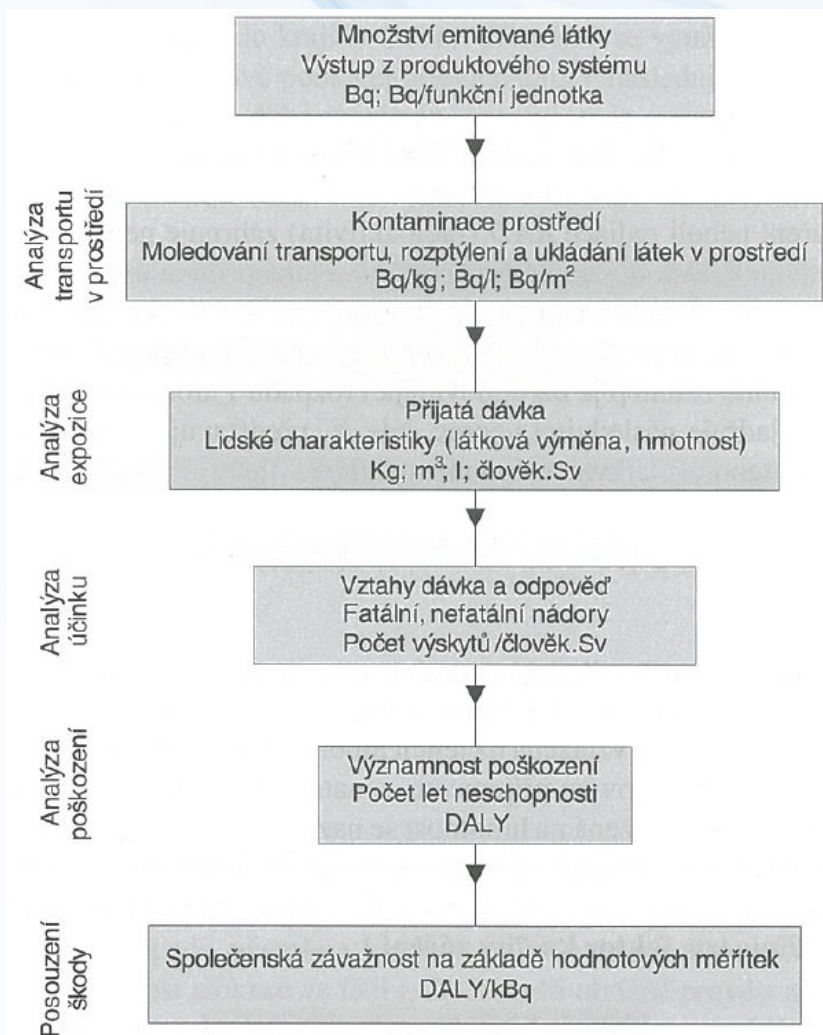 Množství emitované látky
Výstup z produktového systému
Bq; Bq/funkční jednotka
Analýza
transportu
v prostředí
Kontaminace prostředí
Moledování transportu, rozptýlení a ukládání látek v prostředí
Bq/kg; Bq/l; Bq/m²
Analýza
expozice
Přijatá dávka
Lidské charakteristiky (látková výměna, hmotnost)
Kg; m³; l; člověk.Sv
Analýza
účinku
Vztahy dávka a odpověď
Fatální, nefatální nádory
Počet výskytů/člověk.Sv
Analýza
poškození
Významnost poškození
Počet let neschopnosti
DALY
Posouzení
škody
Společenská závažnost na základě hodnotových měřítek
DALY/kBq